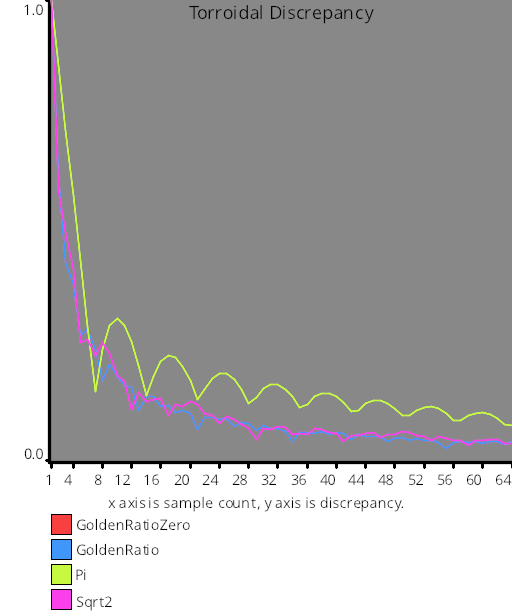 Torroidal Discrepancy
1.0
0.0
1 4 8 12 16 20 24 28 32 36 40 44 48 52 56 60 64
x axis is sample count, y axis is discrepancy.
GoldenRatioZero
GoldenRatio
Pi
Sqrt2